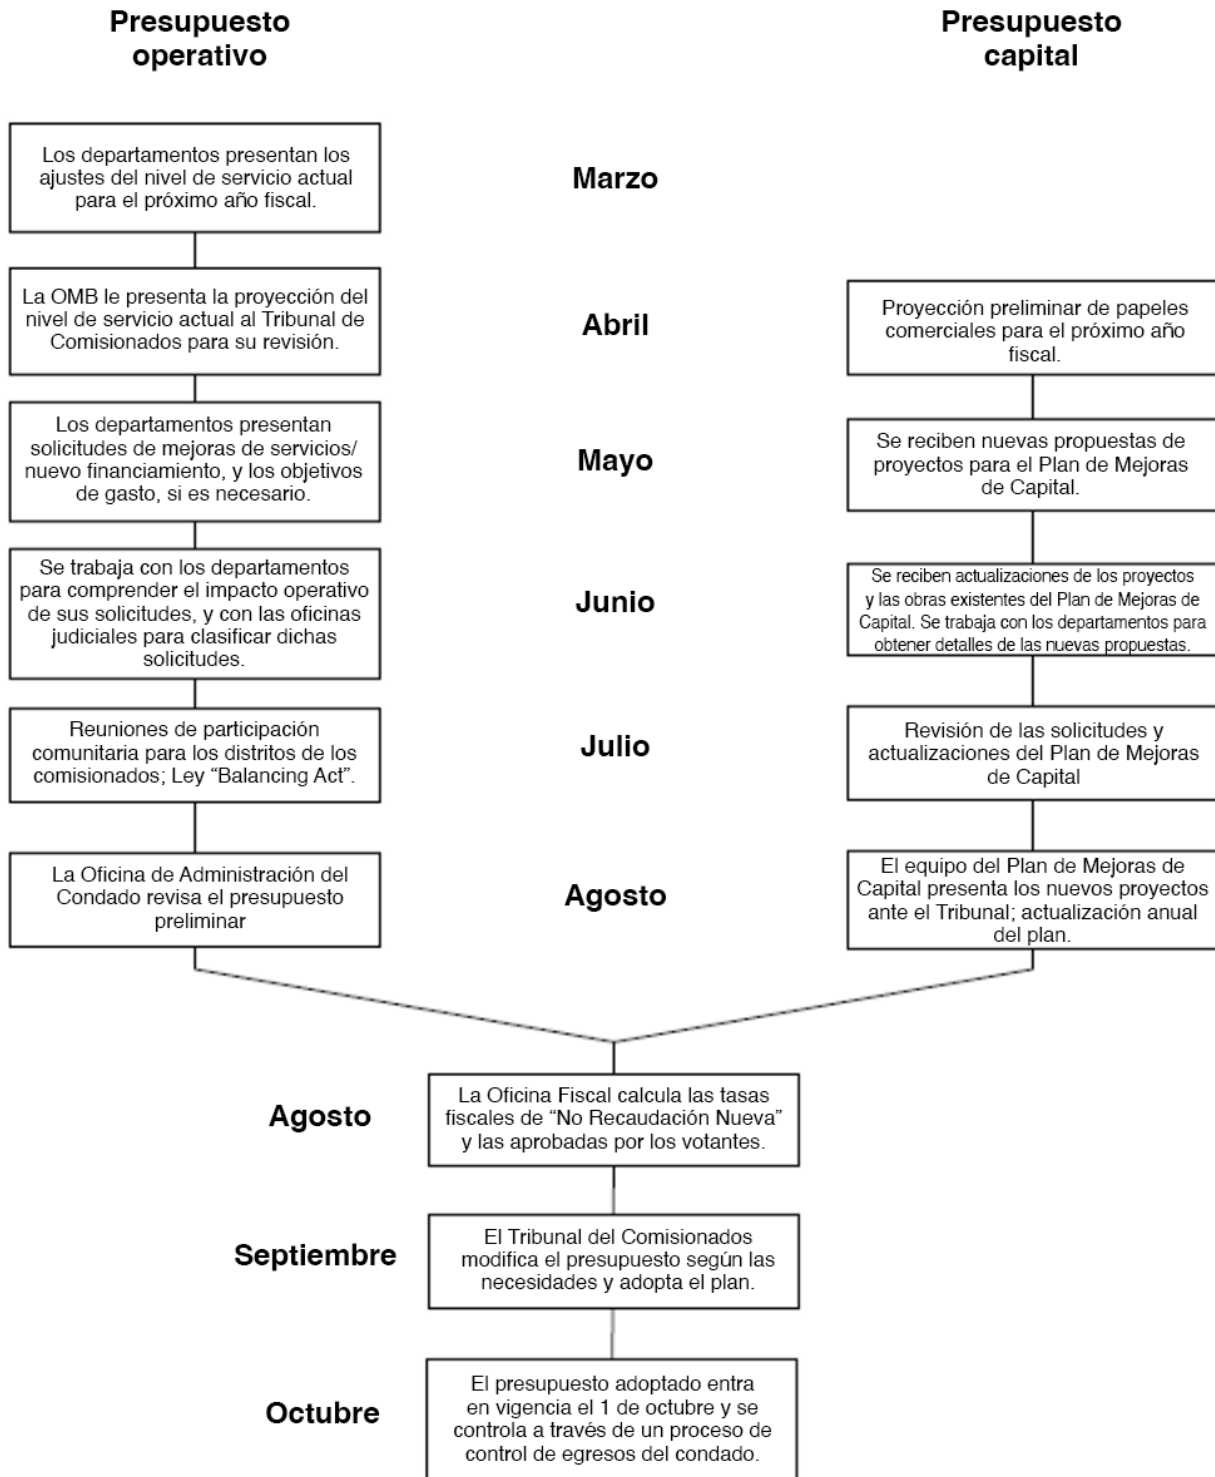 Presupuesto
operativo
Presupuesto
capital
Los departamentos presentan los
ajustes del nivel de servicio actual
para el próximo año fiscal.
Marzo
La OMB le presenta la proyección del
nivel de servicio actual al Tribunal de
Comisionados para su revisión.
Abril
Proyección preliminar de papeles
comerciales para el próximo año
fiscal.
Los departamentos presentan
solicitudes de mejoras de servicios/
nuevo financiamiento, y los objetivos
de gasto, si es necesario.
Mayo
Se reciben nuevas propuestas de
proyectos para el Plan de Mejoras
de Capital.
Se trabaja con los departamentos
para comprender el impacto operativo
de sus solicitudes, y con las oficinas
judiciales para clasificar dichas
solicitudes.
Junio
Se reciben actualizaciones de los proyectos
y las obras existentes del Plan de Mejoras de
Capital. Se trabaja con los departamentos para
obtener detalles de las nuevas propuestas.
Reuniones de participación
comunitaria para los distritos de los
comisionados; Ley “Balancing Act”.
Julio
Revisión de las solicitudes y
actualizaciones del Plan de Mejoras
de Capital
La Oficina de Administración del
Condado revisa el presupuesto
preliminar
Agosto
El equipo del Plan de Mejoras de
Capital presenta los nuevos proyectos
ante el Tribunal; actualización anual
del plan.
Agosto
La Oficina Fiscal calcula las tasas
fiscales de “No Recaudación Nueva”
y las aprobadas por los votantes.
Septiembre
El Tribunal del Comisionados
modifica el presupuesto según las
necesidades y adopta el plan.
Octubre
El presupuesto adoptado entra
en vigencia el 1 de octubre y se
controla a través de un proceso de
control de egresos del condado.